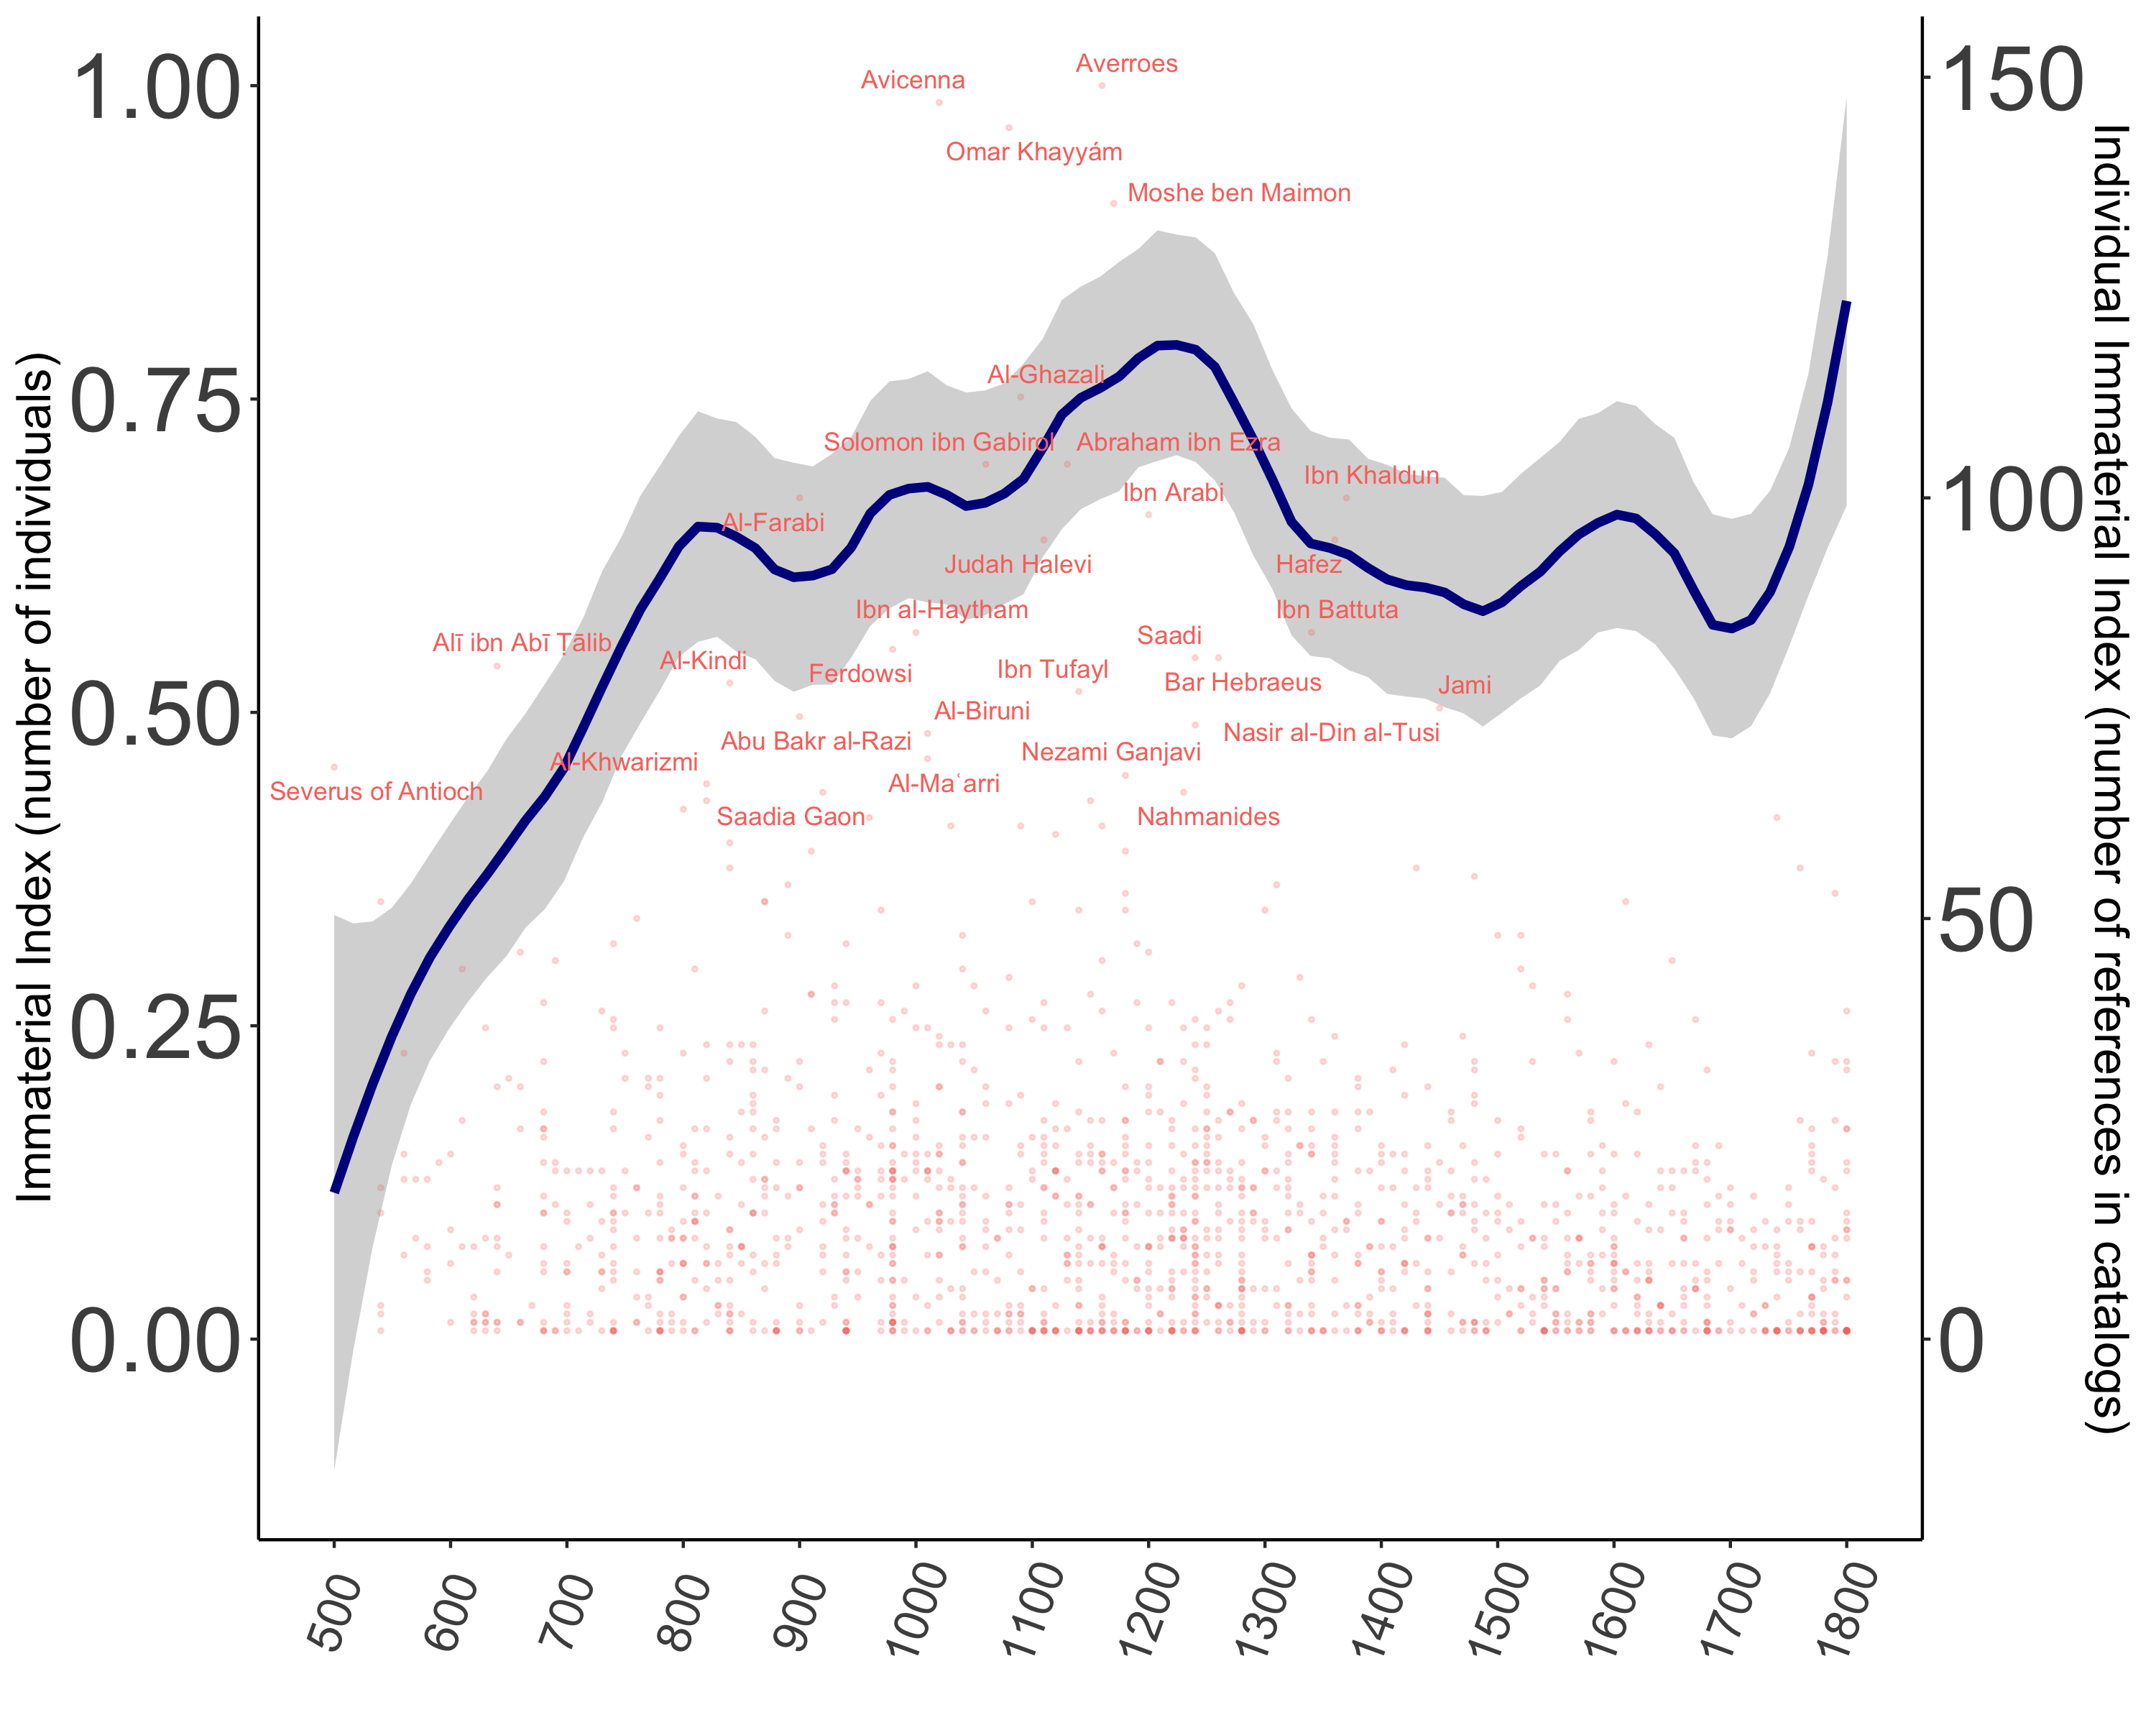 Immaterial Index (number of individuals)
1.00
0.75
0.50
0.25
0.00
Averroes
Avicenna
Omar Khayyám
Moshe ben Maimon
Al-Ghazali
Solomon ibn Gabirol
Abraham ibn Ezra
Ibn Khaldun
Ibn Arabi
Al-Farabi
Judah Halevi
Hafez
Ibn al-Haytham
Ibn Battuta
Alī ibn Abī Ṭālib
Saadi
Al-Kindi
Ferdowsi
Ibn Tufayl
Bar Hebraeus
Jami
Al-Biruni
Abu Bakr al-Razi
Nasir al-Din al-Tusi
Nezami Ganjavi
Al-Khwarizmi
Al-Maʿarri
Severus of Antioch
Saadia Gaon
Nahmanides
150
100
50
0
Individual Immaterial Index (number of references in catalogs)
500
600
700
800
900
1000
1100
1200
1300
1400
1500
1600
1700
1800